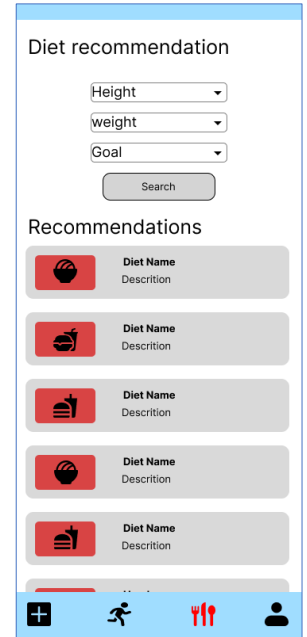 Diet recommendation
Height
weight
Goal
Search
Recommendations
Diet Name
Descrition
Diet Name
Descrition
Diet Name
Descrition
Diet Name
Descrition
Diet Name
Descrition